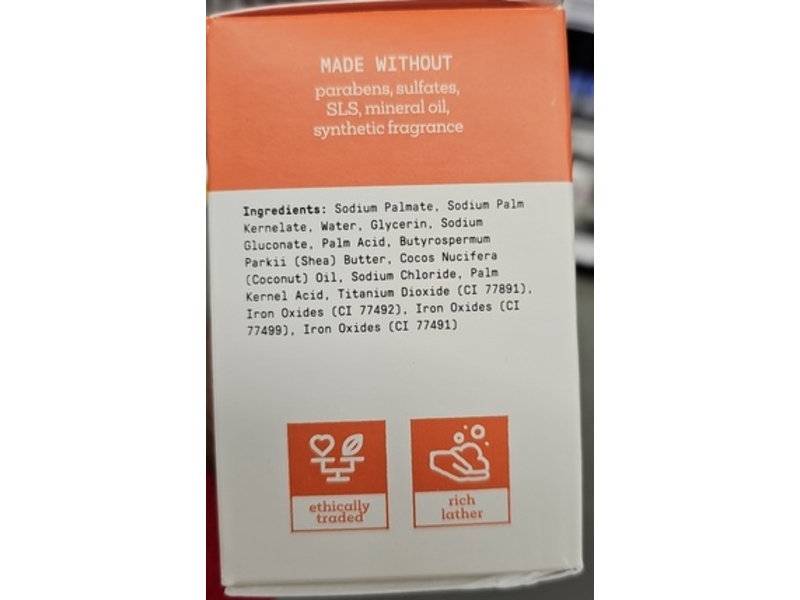 MADE WITHOUT
parabens, sulfates,
SLS, mineral oil,
synthetic fragrance
Ingredients: Sodium Palmate, Sodium Palm
Kernelate, Water, Glycerin, Sodium
Gluconate, Palm Acid, Butyrospermum
Parkii (Shea) Butter, Cocos Nucifera
(Coconut) Oil, Sodium Chloride, Palm
Kernel Acid, Titanium Dioxide (CI 77891),
Iron Oxides (CI 77492), Iron Oxides (CI
77499), Iron Oxides (CI 77491)
ethically
traded
rich
lather